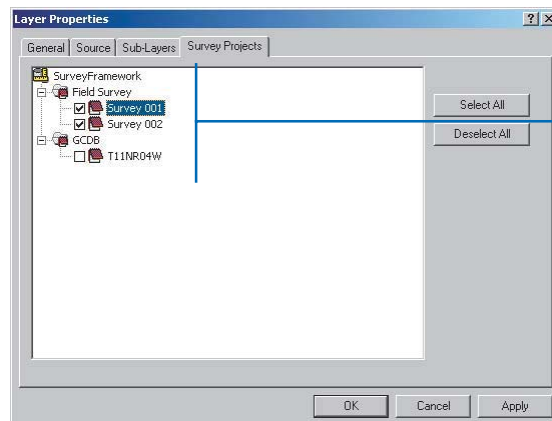 Layer Properties
General Source Sub-Layers Survey Projects
SurveyFramework
Field Survey
Survey 001
Survey 002
GCDB
T11NR04W
Select All
Deselect All
OK Cancel Apply